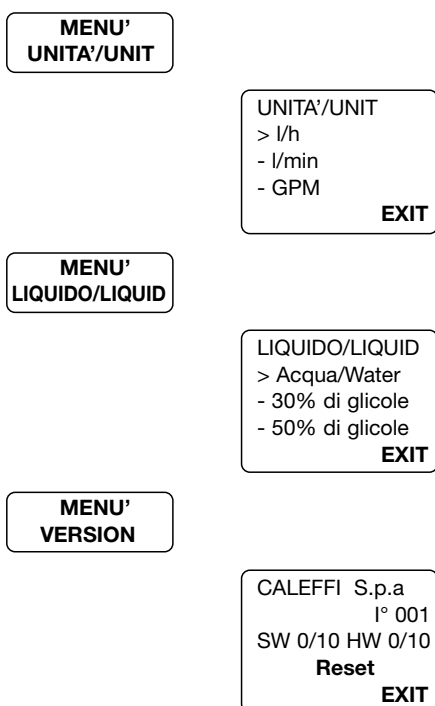 MENU'
UNITA'/UNIT
UNITA'/UNIT
> l/h
- l/min
- GPM
EXIT
MENU'
LIQUIDO/LIQUID
LIQUIDO/LIQUID
> Acqua/Water
- 30% di glicole
- 50% di glicole
EXIT
MENU'
VERSION
CALEFFI S.p.a
I° 001
SW 0/10 HW 0/10
Reset
EXIT